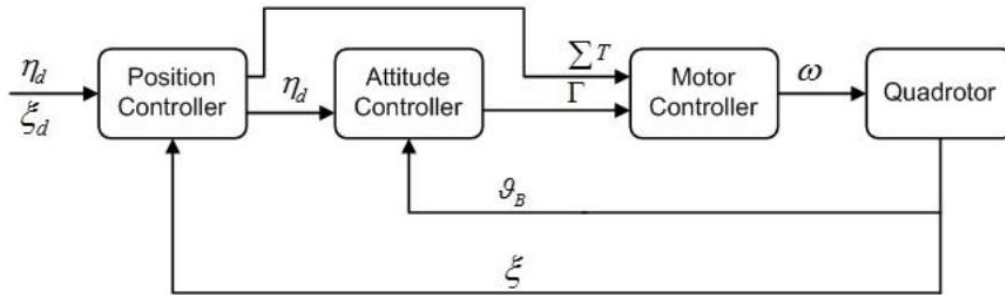 η_d
ξ_d
Position
Controller
η_d
Attitude
Controller
∑T
Γ
Motor
Controller
ω
Quadrotor
ϑ_B
ξ